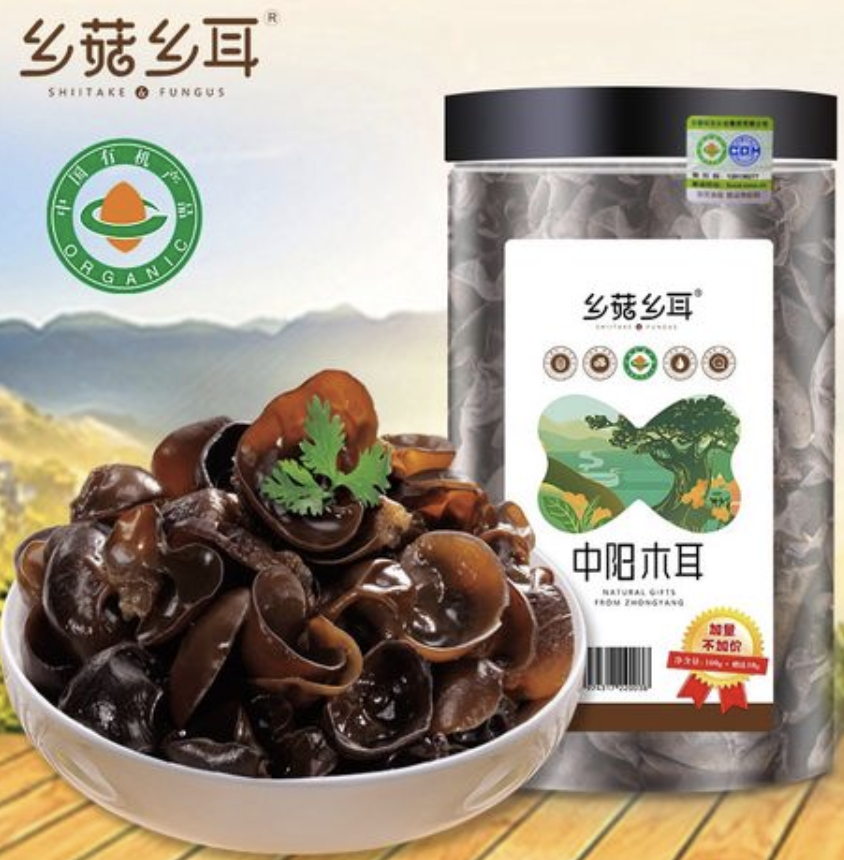 乡菇乡耳®
SHIITAKE & FUNGUS
中国有机产品
ORGANIC
乡菇乡耳®
SHIITAKE & FUNGUS
中阳木耳
NATURAL GIFTS
FROM ZHONGYANG
加量
不加价